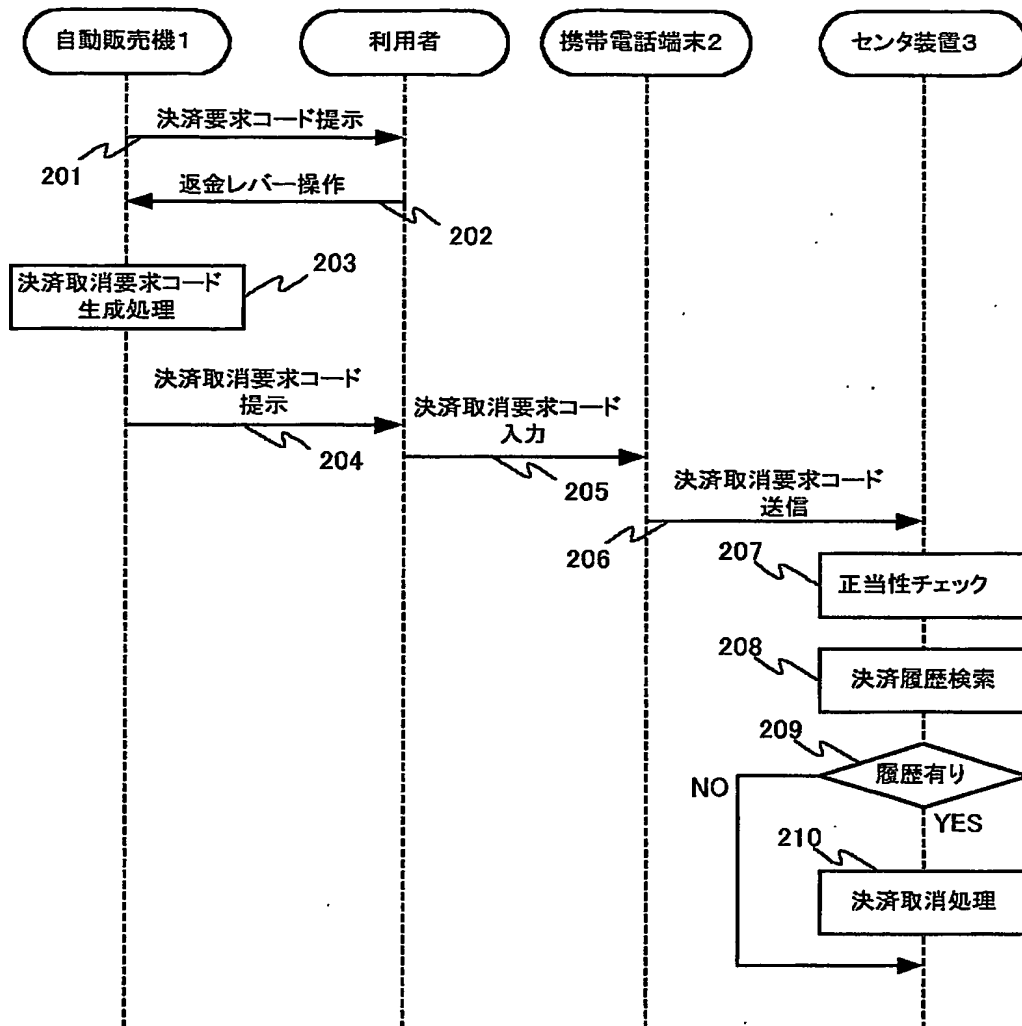 自動販売機1
利用者
携帯電話端末2
センタ装置3
決済要求コード提示
201
返金レバー操作
202
決済取消要求コード
生成処理
203
決済取消要求コード
提示
204
決済取消要求コード
入力
205
決済取消要求コード
送信
206
207
正当性チェック
208
決済履歴検索
209
履歴有り
NO
YES
210
決済取消処理